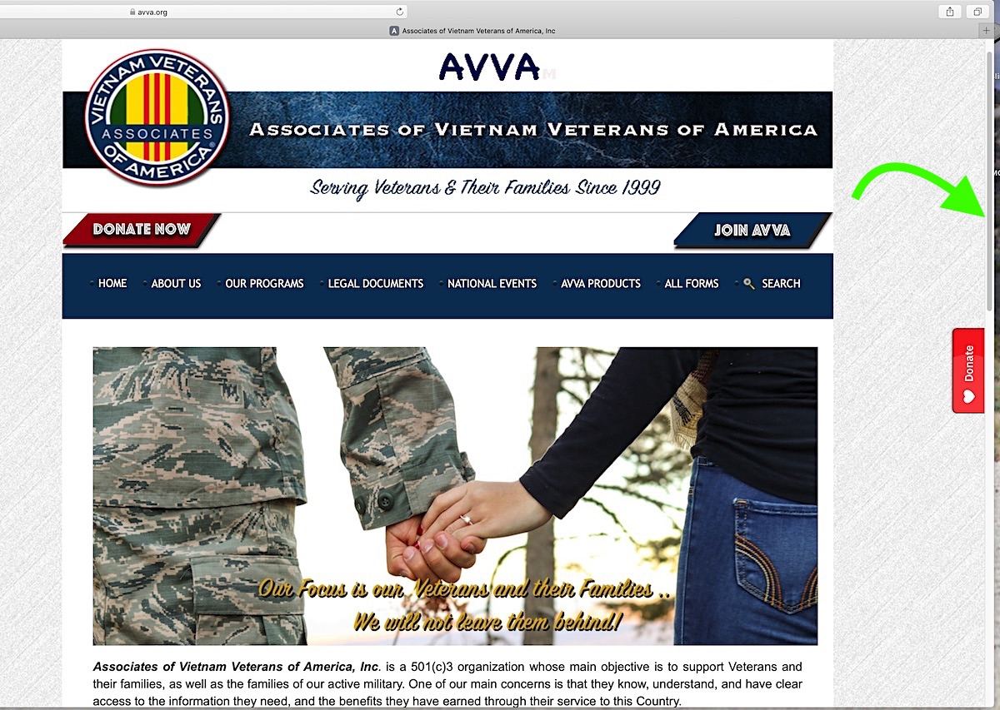 avva.org
A Associates of Vietnam Veterans of America, Inc
AVVA
VIETNAM VETERANS
ASSOCIATES
OF AMERICA®
Associates of Vietnam Veterans of America
Serving Veterans & Their Families Since 1999
DONATE NOW
JOIN AVVA
HOME ABOUT US OUR PROGRAMS LEGAL DOCUMENTS NATIONAL EVENTS AVVA PRODUCTS ALL FORMS SEARCH
Donate
Our Focus is our Veterans and their Families ..
We will not leave them behind!
Associates of Vietnam Veterans of America, Inc. is a 501(c)3 organization whose main objective is to support Veterans and
their families, as well as the families of our active military. One of our main concerns is that they know, understand, and have clear
access to the information they need, and the benefits they have earned through their service to this Country.